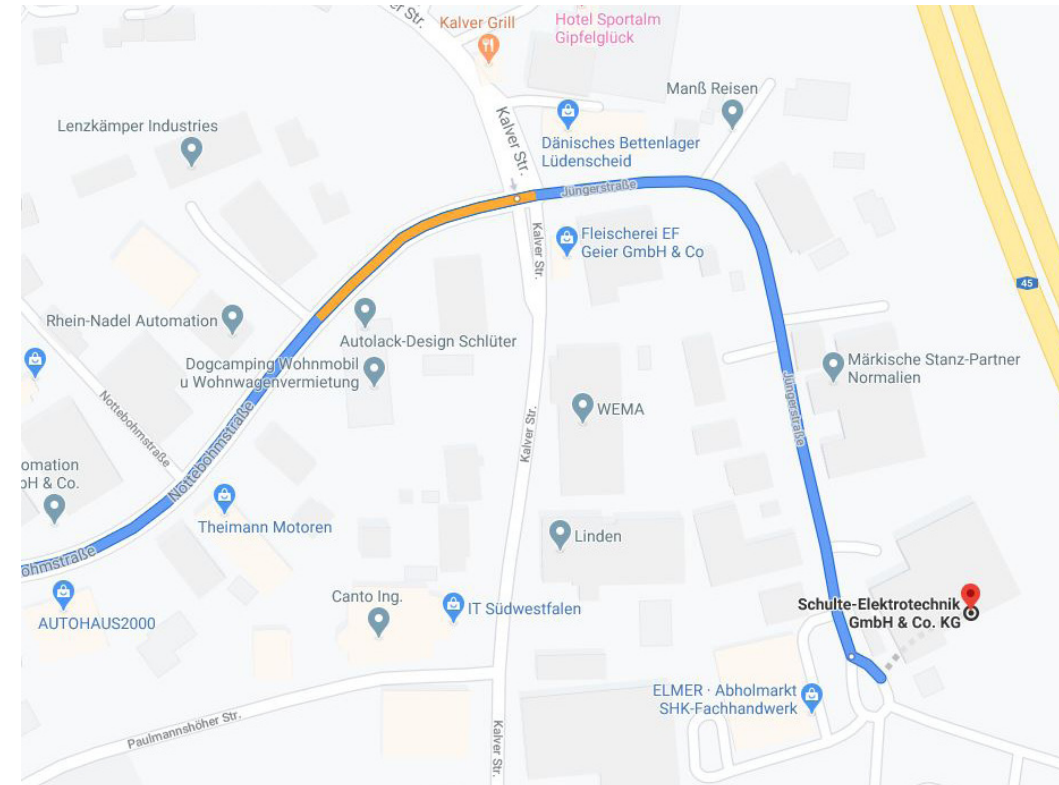 Str.
Kalver Str.
Kalver Grill
Hotel Sportalm
Gipfelglück
Manß Reisen
Lenzkämper Industries
Kalver Str.
Dänisches Bettenlager
Lüdenscheid
Jüngerstraße
Kalver Str.
Fleischerei EF
Geier GmbH & Co
45
Rhein-Nadel Automation
Autolack-Design Schlüter
Dogcamping Wohnmobil
u Wohnwagenvermietung
Märkische Stanz-Partner
Normalien
Nottebohmstraße
Nottebohmstraße
WEMA
Jüngerstraße
Kalver Str.
omation
bH & Co.
Theimann Motoren
Linden
ohmstraße
Canto Ing.
IT Südwestfalen
AUTOHAUS2000
Schulte-Elektrotechnik
GmbH & Co. KG
ELMER · Abholmarkt
SHK-Fachhandwerk
Paulmannshöher Str.
Kalver Str.